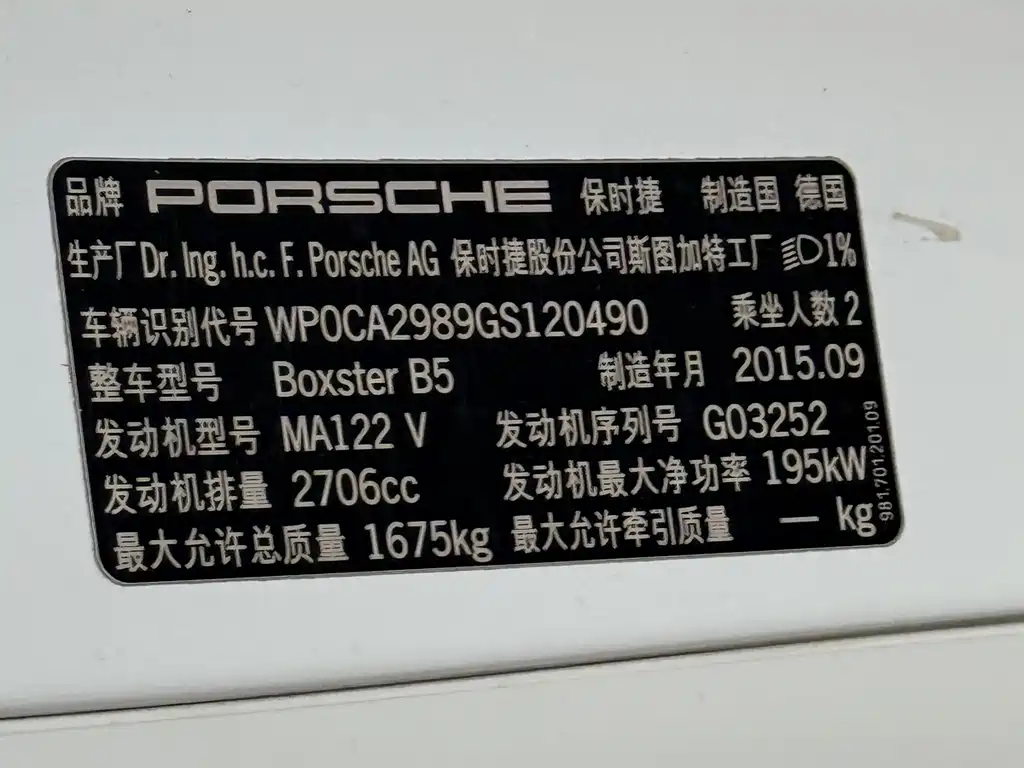 品牌 PORSCHE 保时捷 制造国 德国
生产厂 Dr. Ing. h.c. F. Porsche AG 保时捷股份公司斯图加特工厂 1%
车辆识别代号 WP0CA2989GS120490 乘坐人数 2
整车型号 Boxster B5 制造年月 2015.09
发动机型号 MA122 V 发动机序列号 G03252
发动机排量 2706cc 发动机最大净功率 195kW
最大允许总质量 1675kg 最大允许牵引质量 — kg
981.701.201.09